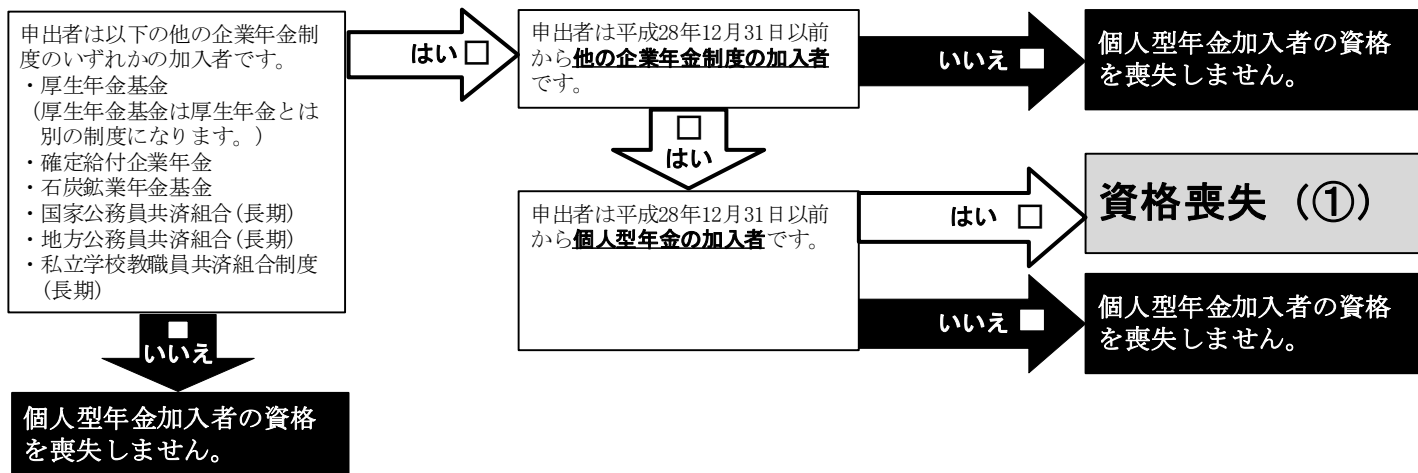 申出者は以下の他の企業年金制
度のいずれかの加入者です。
・厚生年金基金
(厚生年金基金は厚生年金とは
別の制度になります。)
・確定給付企業年金
・石炭鉱業年金基金
・国家公務員共済組合(長期)
・地方公務員共済組合(長期)
・私立学校教職員共済組合制度
(長期)
はい □
申出者は平成28年12月31日以前
から他の企業年金制度の加入者
です。
いいえ ■
個人型年金加入者の資格
を喪失しません。
□
はい
申出者は平成28年12月31日以前
から個人型年金の加入者です。
はい □
資格喪失(①)
いいえ ■
個人型年金加入者の資格
を喪失しません。
■
いいえ
個人型年金加入者の資格
を喪失しません。